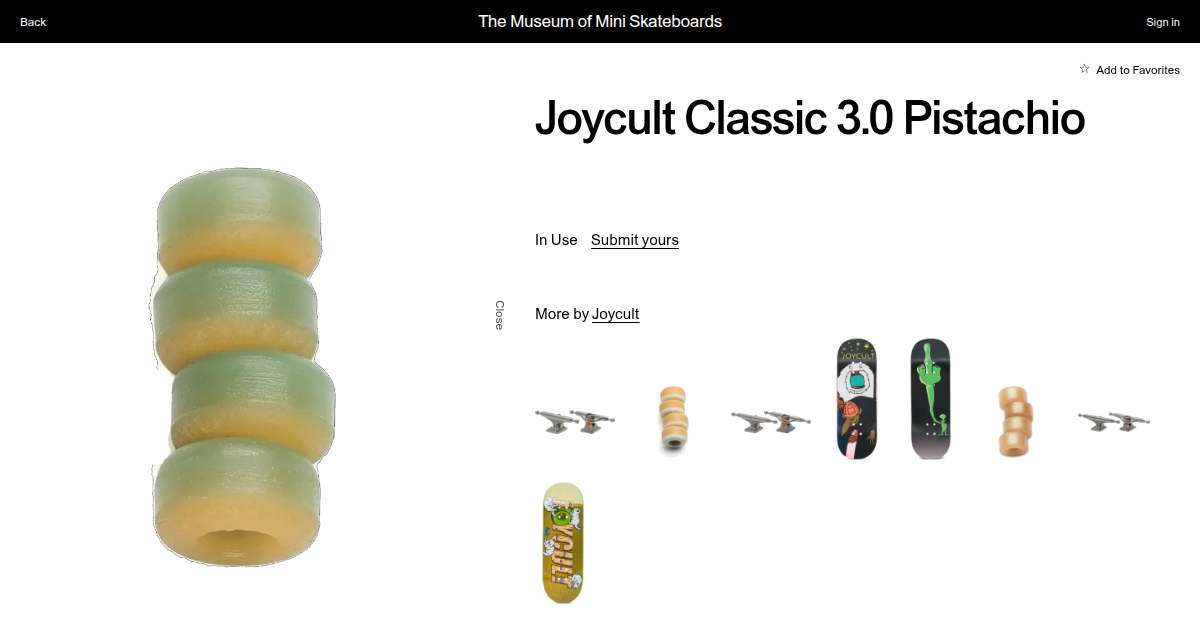 Back
The Museum of Mini Skateboards
Sign in
☆ Add to Favorites
Joycult Classic 3.0 Pistachio
In Use Submit yours
Close
More by Joycult
JOYCULT
JOYCULT